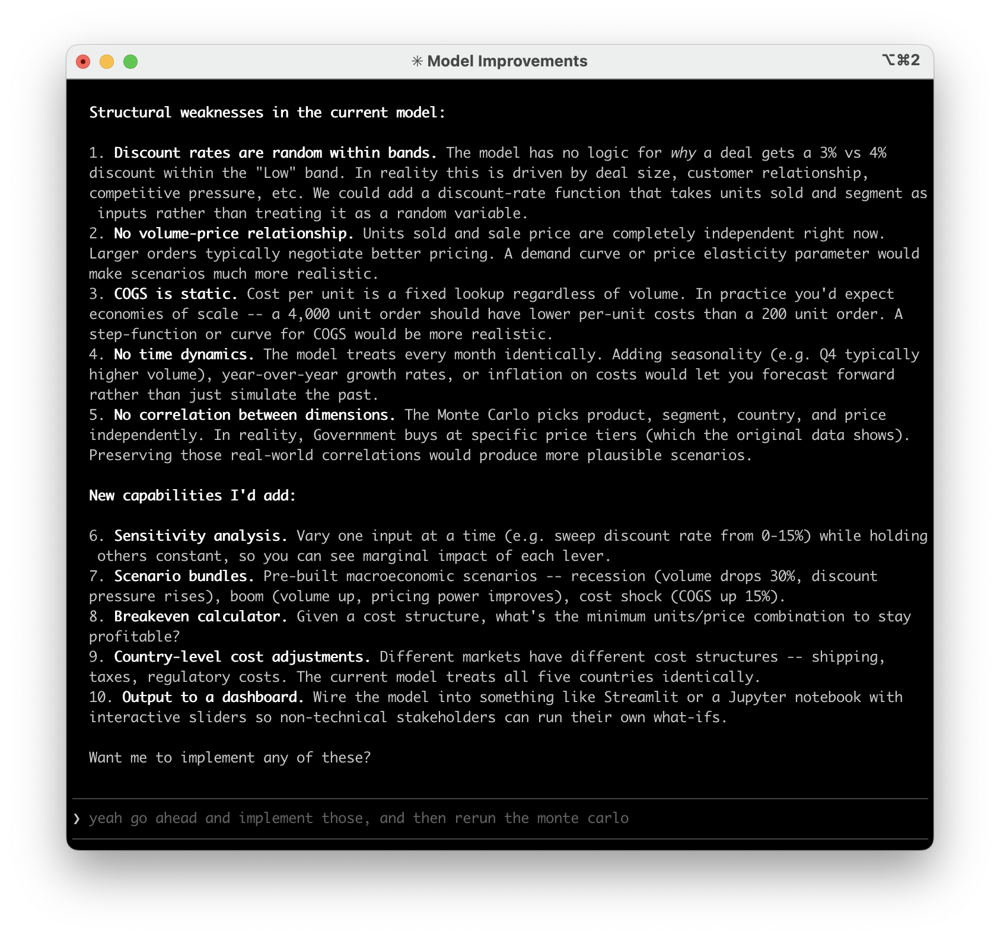 ✳ Model Improvements
⌥⌘2
Structural weaknesses in the current model:
1. Discount rates are random within bands. The model has no logic for why a deal gets a 3% vs 4%
discount within the "Low" band. In reality this is driven by deal size, customer relationship,
competitive pressure, etc. We could add a discount-rate function that takes units sold and segment as
inputs rather than treating it as a random variable.
2. No volume-price relationship. Units sold and sale price are completely independent right now.
Larger orders typically negotiate better pricing. A demand curve or price elasticity parameter would
make scenarios much more realistic.
3. COGS is static. Cost per unit is a fixed lookup regardless of volume. In practice you'd expect
economies of scale -- a 4,000 unit order should have lower per-unit costs than a 200 unit order. A
step-function or curve for COGS would be more realistic.
4. No time dynamics. The model treats every month identically. Adding seasonality (e.g. Q4 typically
higher volume), year-over-year growth rates, or inflation on costs would let you forecast forward
rather than just simulate the past.
5. No correlation between dimensions. The Monte Carlo picks product, segment, country, and price
independently. In reality, Government buys at specific price tiers (which the original data shows).
Preserving those real-world correlations would produce more plausible scenarios.
New capabilities I'd add:
6. Sensitivity analysis. Vary one input at a time (e.g. sweep discount rate from 0-15%) while holding
others constant, so you can see marginal impact of each lever.
7. Scenario bundles. Pre-built macroeconomic scenarios -- recession (volume drops 30%, discount
pressure rises), boom (volume up, pricing power improves), cost shock (COGS up 15%).
8. Breakeven calculator. Given a cost structure, what's the minimum units/price combination to stay
profitable?
9. Country-level cost adjustments. Different markets have different cost structures -- shipping,
taxes, regulatory costs. The current model treats all five countries identically.
10. Output to a dashboard. Wire the model into something like Streamlit or a Jupyter notebook with
interactive sliders so non-technical stakeholders can run their own what-ifs.
Want me to implement any of these?
❯ yeah go ahead and implement those, and then rerun the monte carlo